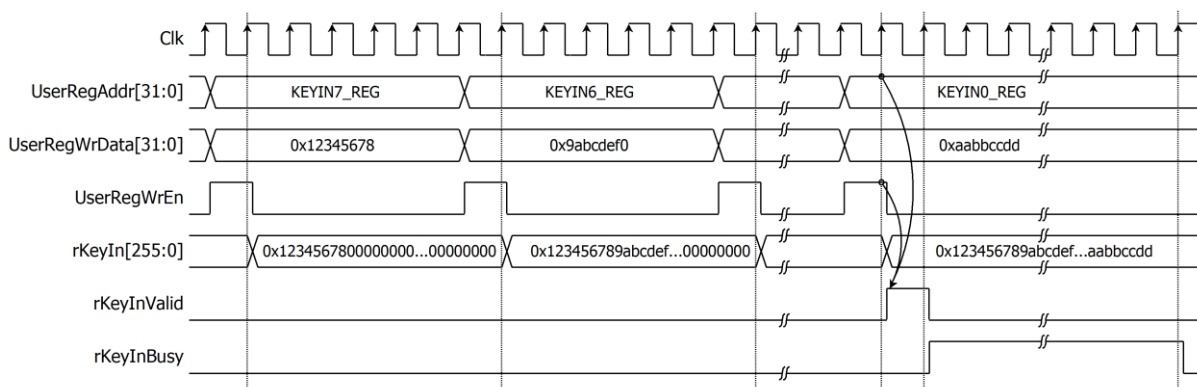 Clk
UserRegAddr[31:0] KEYIN7_REG KEYIN6_REG KEYIN0_REG
UserRegWrData[31:0] 0x12345678 0x9abcdef0 0xaabbccdd
UserRegWrEn
rKeyIn[255:0] 0x1234567800000000...00000000 0x123456789abcdef...00000000 0x123456789abcdef...aabbccdd
rKeyInValid
rKeyInBusy